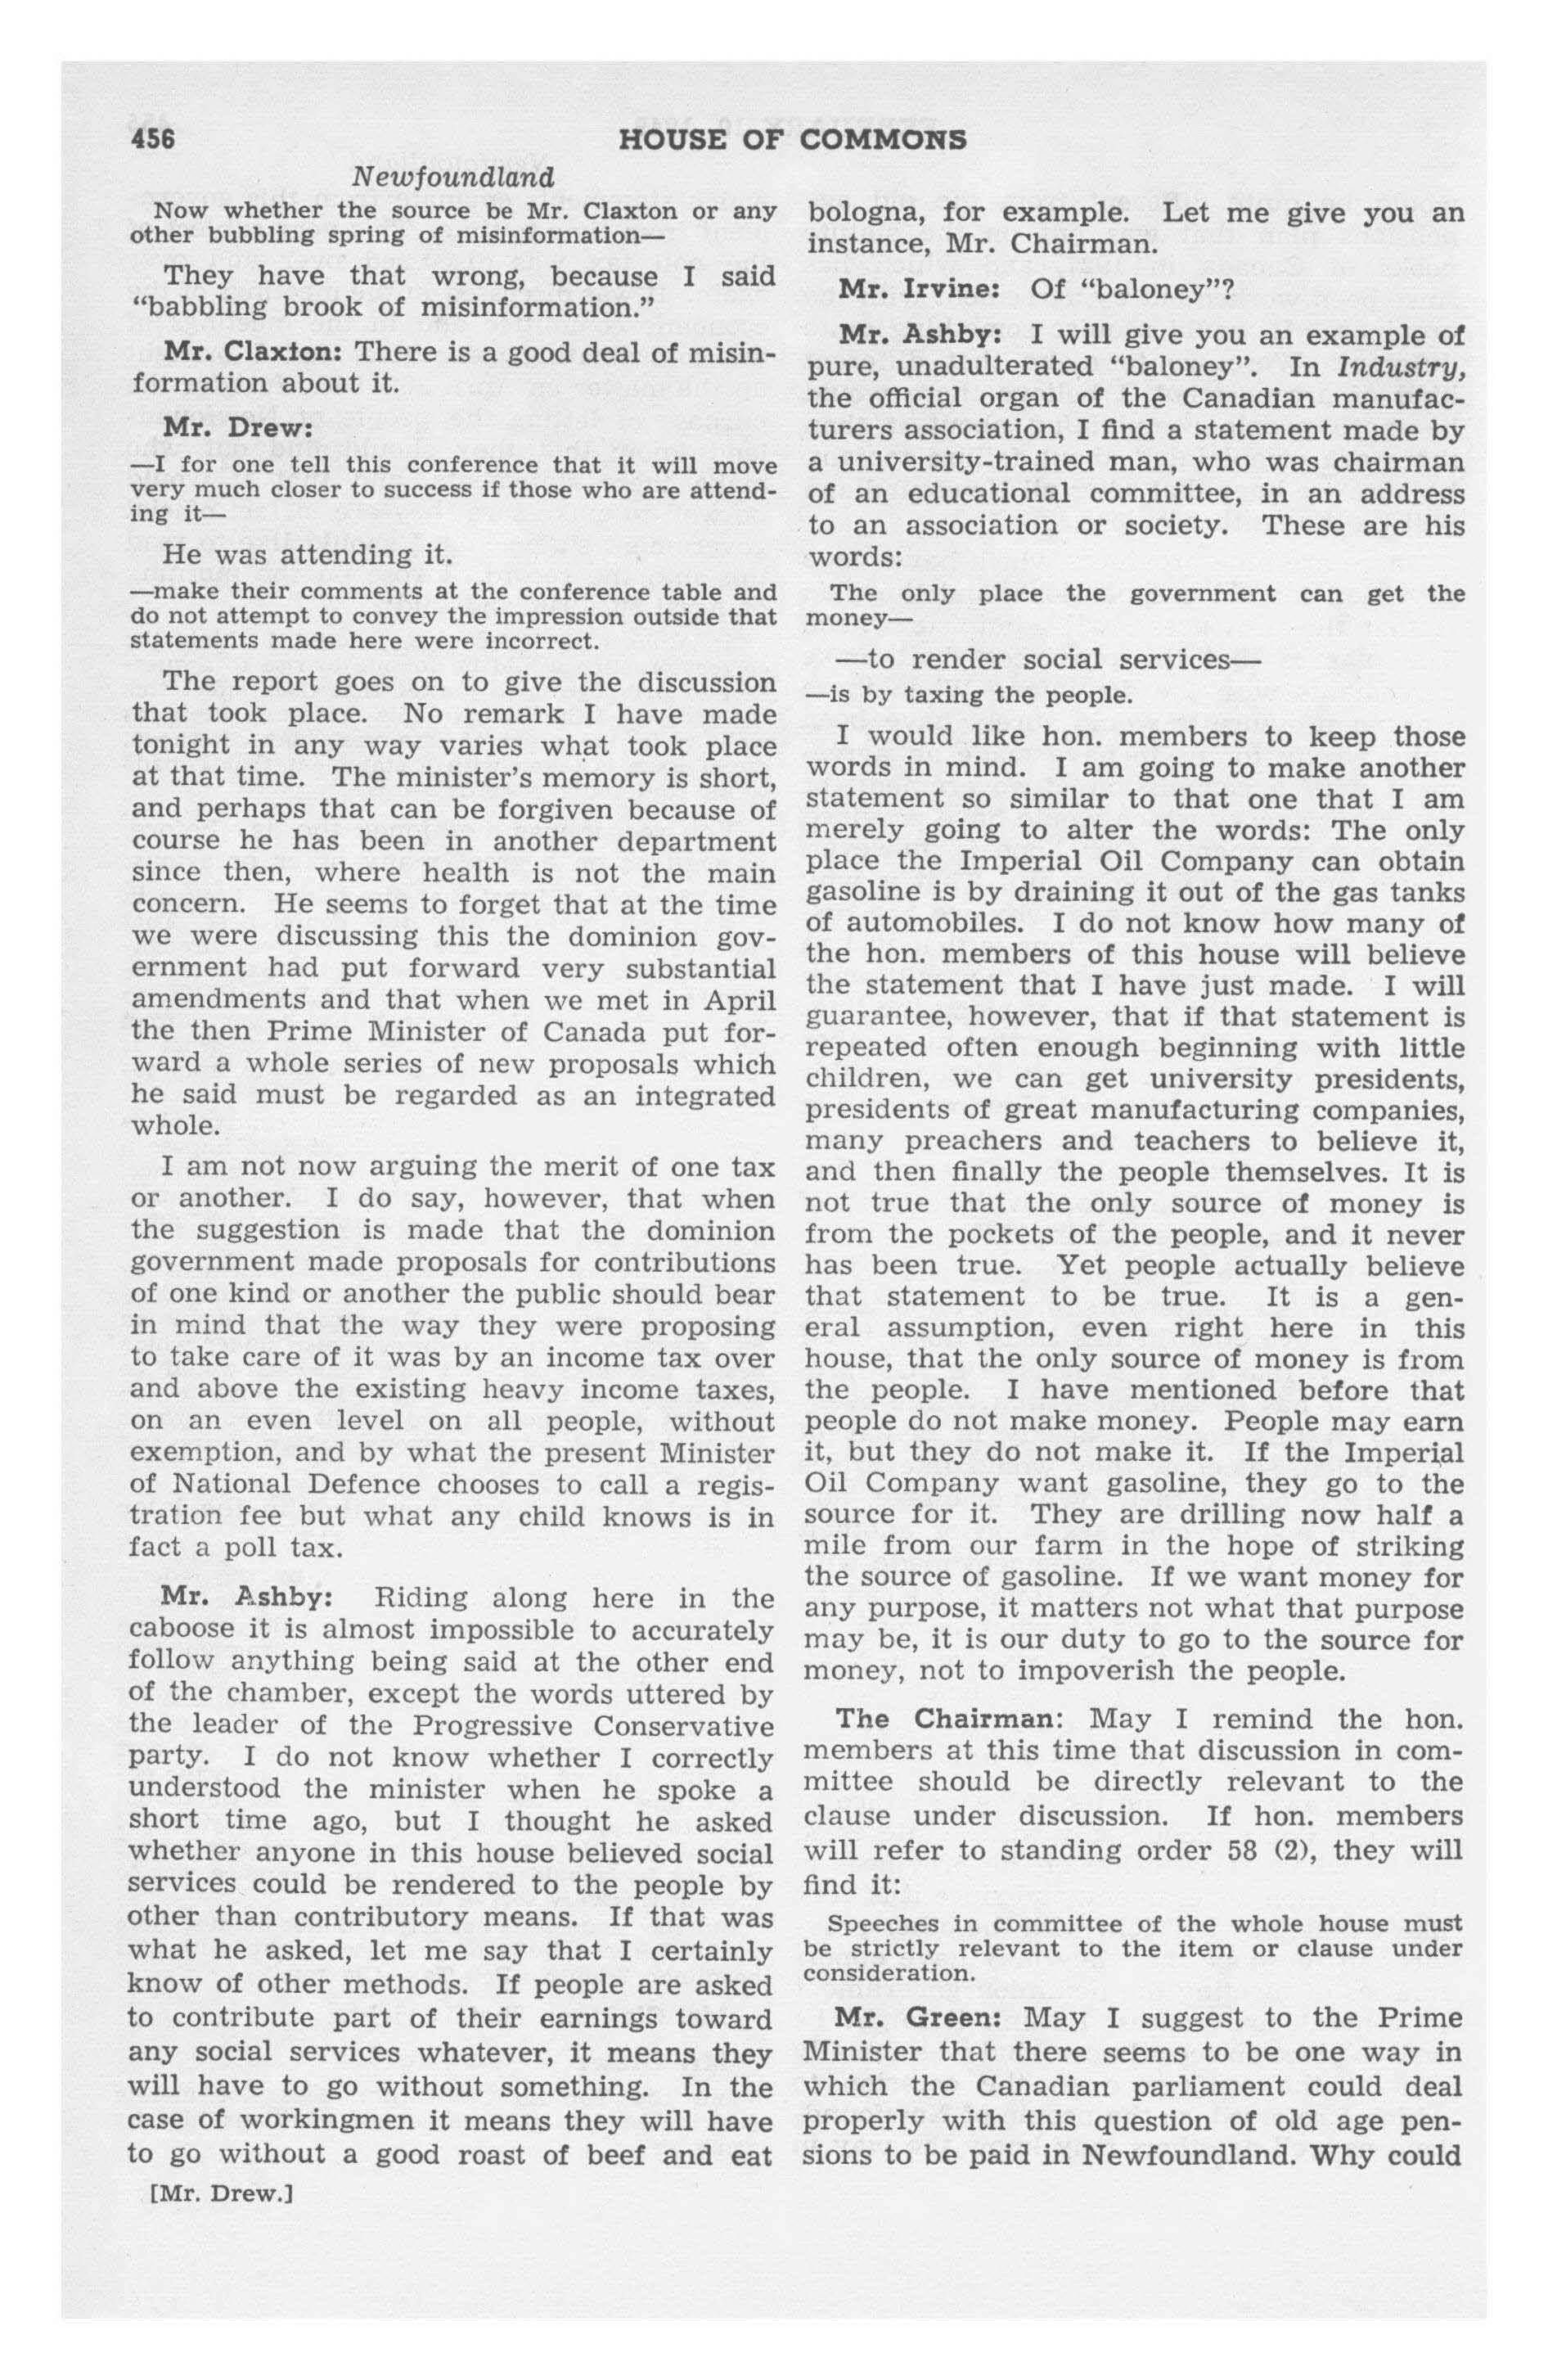 456
HOUSE OF COMMONS
Newfoundland
Now whether the source be Mr. Claxton or any
other bubbling spring of misinformation—
They have that wrong, because I said
“babbling brook of misinformation.”
Mr. Claxton: There is a good deal of misin-
formation about it.
Mr. Drew:
—I for one tell this conference that it will move
very much closer to success if those who are attend-
ing it—
He was attending it.
—make their comments at the conference table and
do not attempt to convey the impression outside that
statements made here were incorrect.
The report goes on to give the discussion
that took place. No remark I have made
tonight in any way varies what took place
at that time. The minister’s memory is short,
and perhaps that can be forgiven because of
course he has been in another department
since then, where health is not the main
concern. He seems to forget that at the time
we were discussing this the dominion gov-
ernment had put forward very substantial
amendments and that when we met in April
the then Prime Minister of Canada put for-
ward a whole series of new proposals which
he said must be regarded as an integrated
whole.
I am not now arguing the merit of one tax
or another. I do say, however, that when
the suggestion is made that the dominion
government made proposals for contributions
of one kind or another the public should bear
in mind that the way they were proposing
to take care of it was by an income tax over
and above the existing heavy income taxes,
on an even level on all people, without
exemption, and by what the present Minister
of National Defence chooses to call a regis-
tration fee but what any child knows is in
fact a poll tax.
Mr. Ashby: Riding along here in the
caboose it is almost impossible to accurately
follow anything being said at the other end
of the chamber, except the words uttered by
the leader of the Progressive Conservative
party. I do not know whether I correctly
understood the minister when he spoke a
short time ago, but I thought he asked
whether anyone in this house believed social
services could be rendered to the people by
other than contributory means. If that was
what he asked, let me say that I certainly
know of other methods. If people are asked
to contribute part of their earnings toward
any social services whatever, it means they
will have to go without something. In the
case of workingmen it means they will have
to go without a good roast of beef and eat
[Mr. Drew.]
bologna, for example. Let me give you an
instance, Mr. Chairman.
Mr. Irvine: Of “baloney”?
Mr. Ashby: I will give you an example of
pure, unadulterated “baloney”. In Industry,
the official organ of the Canadian manufac-
turers association, I find a statement made by
a university-trained man, who was chairman
of an educational committee, in an address
to an association or society. These are his
words:
The only place the government can get the
money—
—to render social services—
—is by taxing the people.
I would like hon. members to keep those
words in mind. I am going to make another
statement so similar to that one that I am
merely going to alter the words: The only
place the Imperial Oil Company can obtain
gasoline is by draining it out of the gas tanks
of automobiles. I do not know how many of
the hon. members of this house will believe
the statement that I have just made. I will
guarantee, however, that if that statement is
repeated often enough beginning with little
children, we can get university presidents,
presidents of great manufacturing companies,
many preachers and teachers to believe it,
and then finally the people themselves. It is
not true that the only source of money is
from the pockets of the people, and it never
has been true. Yet people actually believe
that statement to be true. It is a gen-
eral assumption, even right here in this
house, that the only source of money is from
the people. I have mentioned before that
people do not make money. People may earn
it, but they do not make it. If the Imperial
Oil Company want gasoline, they go to the
source for it. They are drilling now half a
mile from our farm in the hope of striking
the source of gasoline. If we want money for
any purpose, it matters not what that purpose
may be, it is our duty to go to the source for
money, not to impoverish the people.
The Chairman: May I remind the hon.
members at this time that discussion in com-
mittee should be directly relevant to the
clause under discussion. If hon. members
will refer to standing order 58 (2), they will
find it:
Speeches in committee of the whole house must
be strictly relevant to the item or clause under
consideration.
Mr. Green: May I suggest to the Prime
Minister that there seems to be one way in
which the Canadian parliament could deal
properly with this question of old age pen-
sions to be paid in Newfoundland. Why could